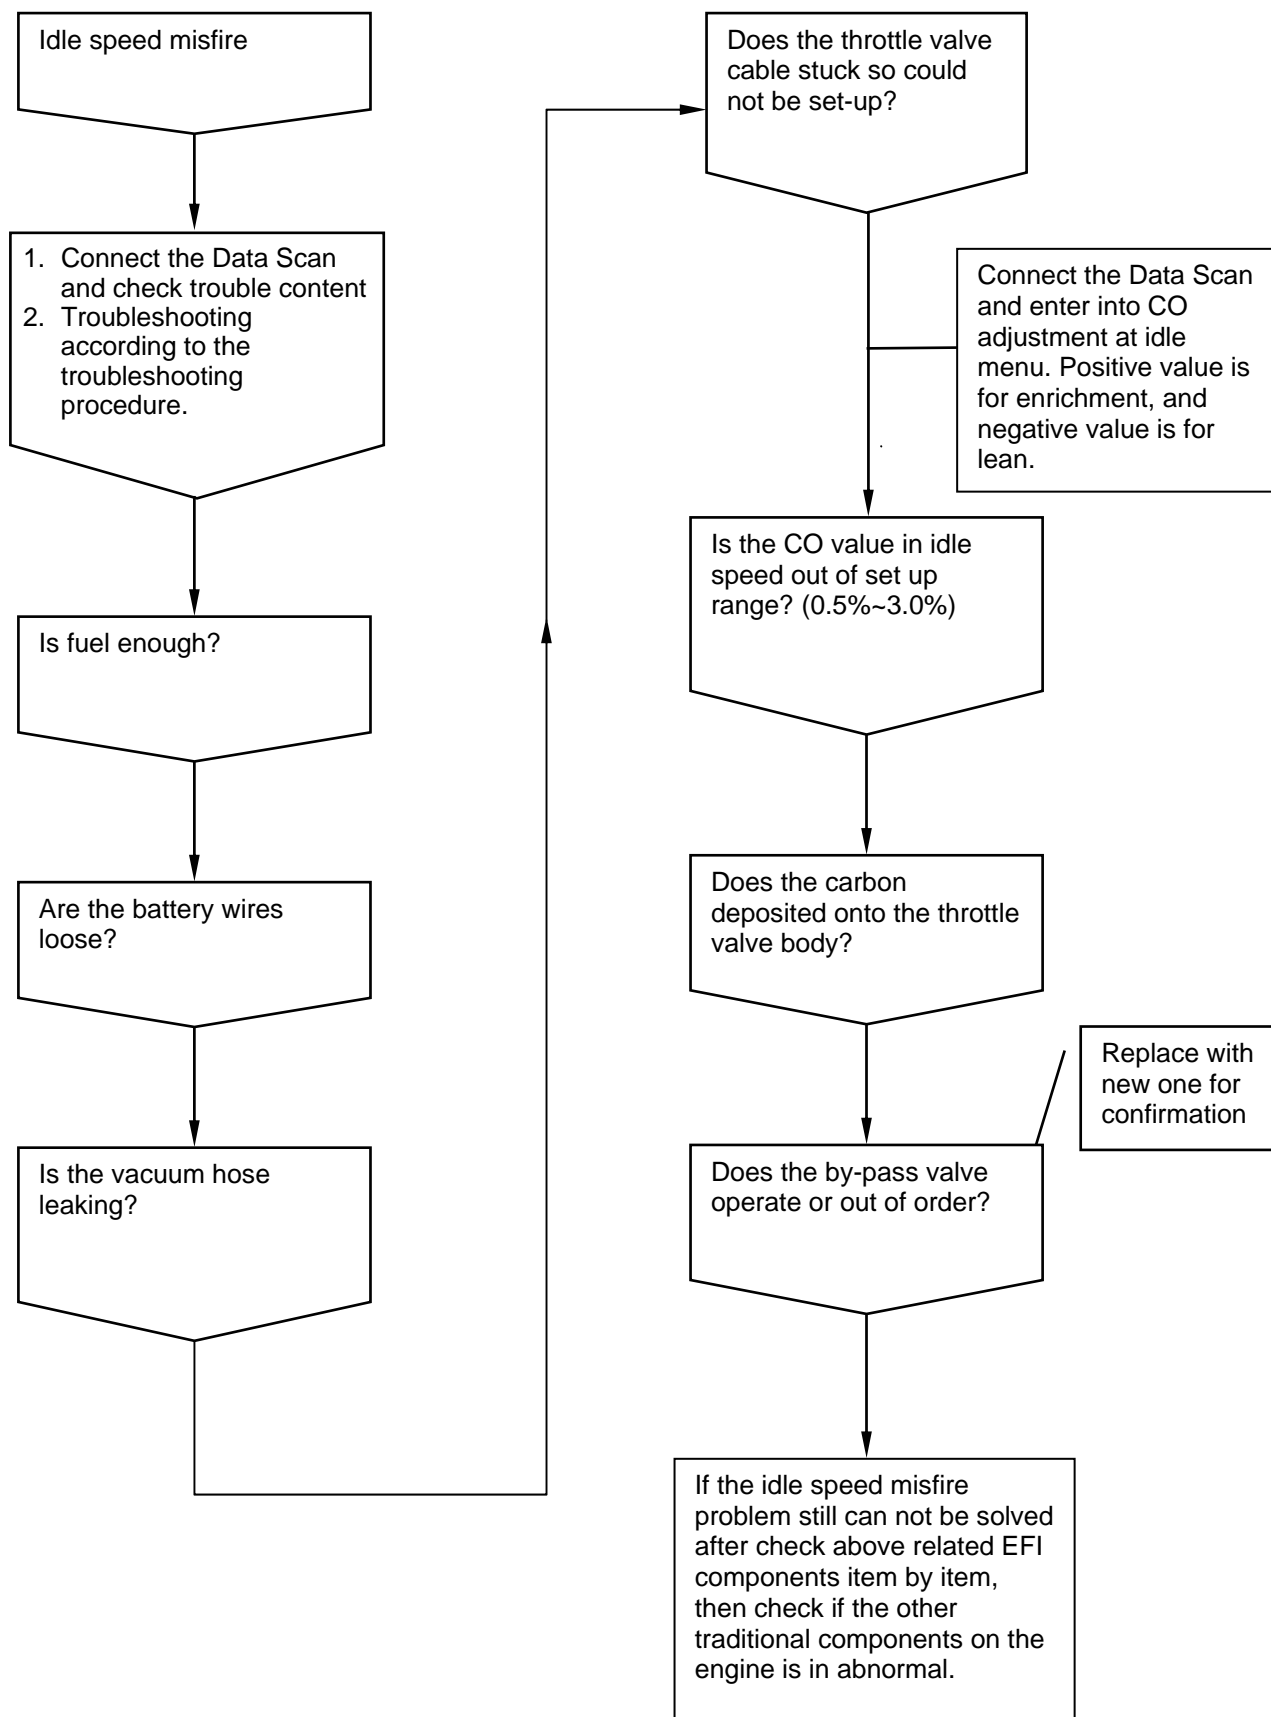 Idle speed misfire
1. Connect the Data Scan
and check trouble content
2. Troubleshooting
according to the
troubleshooting
procedure.
Is fuel enough?
Are the battery wires
loose?
Is the vacuum hose
leaking?
Does the throttle valve
cable stuck so could
not be set-up?
Connect the Data Scan
and enter into CO
adjustment at idle
menu. Positive value is
for enrichment, and
negative value is for
lean.
Is the CO value in idle
speed out of set up
range? (0.5%~3.0%)
Does the carbon
deposited onto the throttle
valve body?
Replace with
new one for
confirmation
Does the by-pass valve
operate or out of order?
If the idle speed misfire
problem still can not be solved
after check above related EFI
components item by item,
then check if the other
traditional components on the
engine is in abnormal.